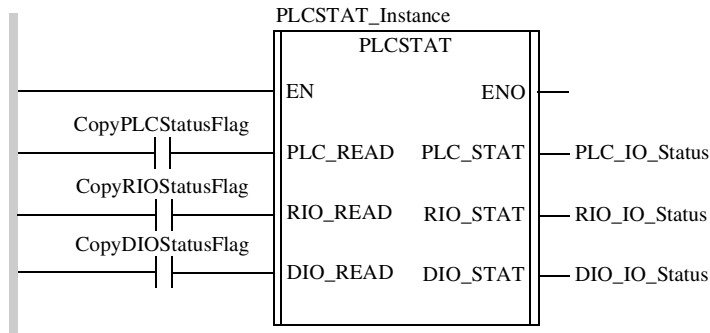 PLCSTAT_Instance
PLCSTAT
EN ENO
CopyPLCStatusFlag
PLC_READ PLC_STAT PLC_IO_Status
CopyRIOStatusFlag
RIO_READ RIO_STAT RIO_IO_Status
CopyDIOStatusFlag
DIO_READ DIO_STAT DIO_IO_Status